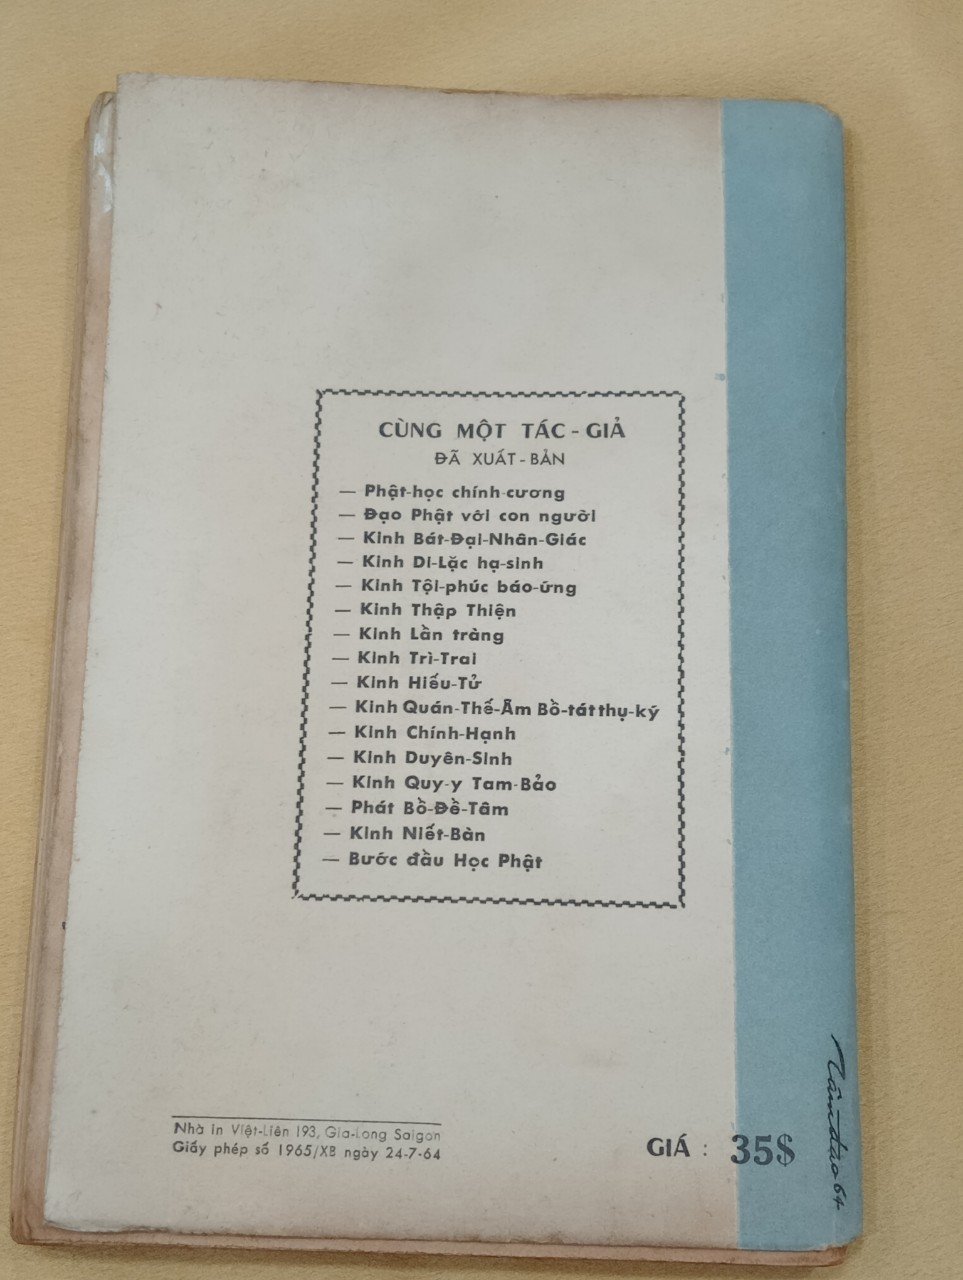 CÙNG MỘT TÁC-GIẢ
ĐÃ XUẤT-BẢN
— Phật-học chính-cương
— Đạo Phật với con người
— Kinh Bát-Đại-Nhân-Giác
— Kinh Di-Lặc hạ-sinh
— Kinh Tội-phúc báo-ứng
— Kinh Thập Thiện
— Kinh Lần tràng
— Kinh Trì-Trai
— Kinh Hiếu-Tử
— Kinh Quán-Thế-Âm Bồ-tát thụ-ký
— Kinh Chính-Hạnh
— Kinh Duyên-Sinh
— Kinh Quy-y Tam-Bảo
— Phát Bồ-Đề-Tâm
— Kinh Niết-Bàn
— Bước đầu Học Phật
Nhà in Việt-Liên 193, Gia-Long Saigon
Giấy phép số 1965/XB ngày 24-7-64
GIÁ : 35$
64